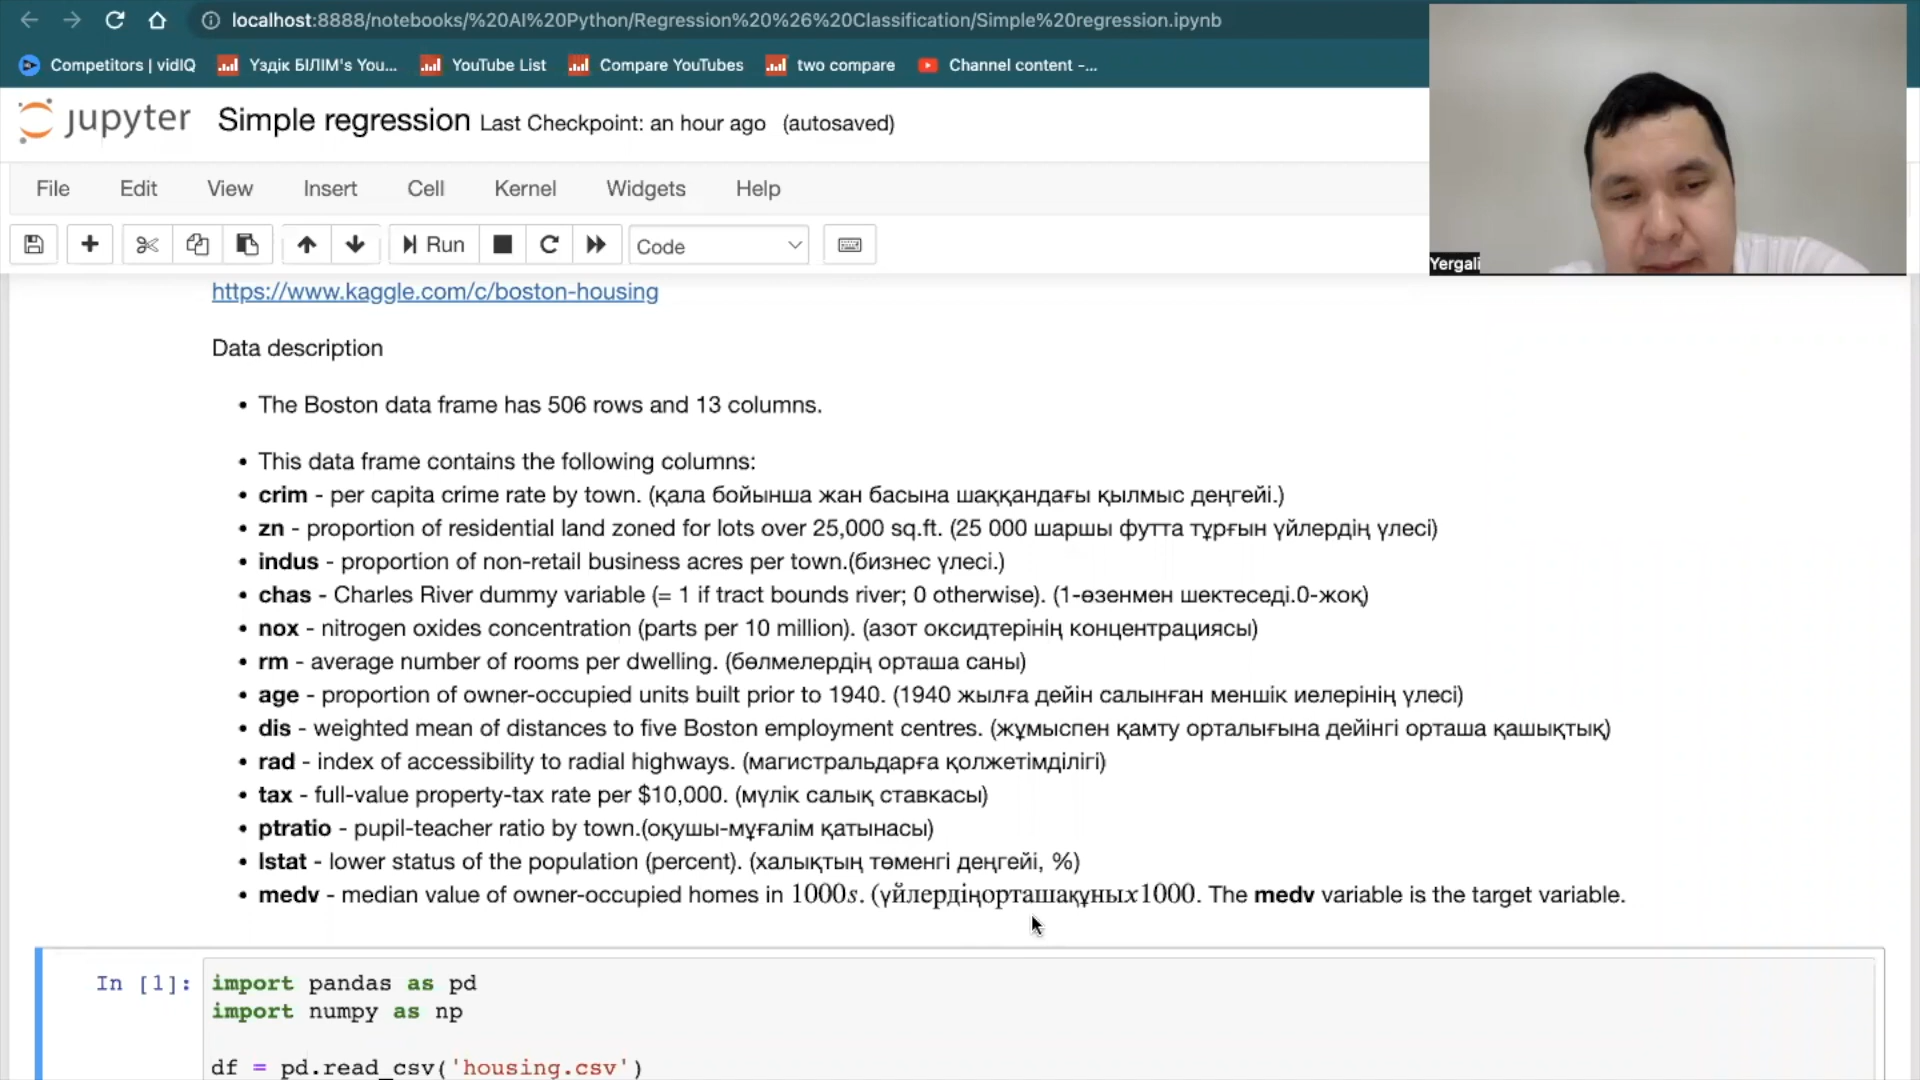 localhost:8888/notebooks/%20AI%20Python/Regression%20%26%20Classification/Simple%20regression.ipynb
Competitors | vidIQ Үздік БІЛІМ's You... YouTube List Compare YouTubes two compare Channel content -...
jupyter Simple regression Last Checkpoint: an hour ago (autosaved)
File Edit View Insert Cell Kernel Widgets Help
Run Code
Yergali
https://www.kaggle.com/c/boston-housing
Data description
• The Boston data frame has 506 rows and 13 columns.
• This data frame contains the following columns:
• crim - per capita crime rate by town. (қала бойынша жан басына шаққандағы қылмыс деңгейі.)
• zn - proportion of residential land zoned for lots over 25,000 sq.ft. (25 000 шаршы футта тұрғын үйлердің үлесі)
• indus - proportion of non-retail business acres per town.(бизнес үлесі.)
• chas - Charles River dummy variable (= 1 if tract bounds river; 0 otherwise). (1-өзенмен шектеседі.0-жоқ)
• nox - nitrogen oxides concentration (parts per 10 million). (азот оксидтерінің концентрациясы)
• rm - average number of rooms per dwelling. (бөлмелердің орташа саны)
• age - proportion of owner-occupied units built prior to 1940. (1940 жылға дейін салынған меншік иелерінің үлесі)
• dis - weighted mean of distances to five Boston employment centres. (жұмыспен қамту орталығына дейінгі орташа қашықтық)
• rad - index of accessibility to radial highways. (магистральдарға қолжетімділігі)
• tax - full-value property-tax rate per $10,000. (мүлік салық ставкасы)
• ptratio - pupil-teacher ratio by town.(оқушы-мұғалім қатынасы)
• lstat - lower status of the population (percent). (халықтың төменгі деңгейі, %)
• medv - median value of owner-occupied homes in 1000s. (үйлердіңорташақұныx1000. The medv variable is the target variable.
In [1]: import pandas as pd
import numpy as np
df = pd.read_csv('housing.csv')